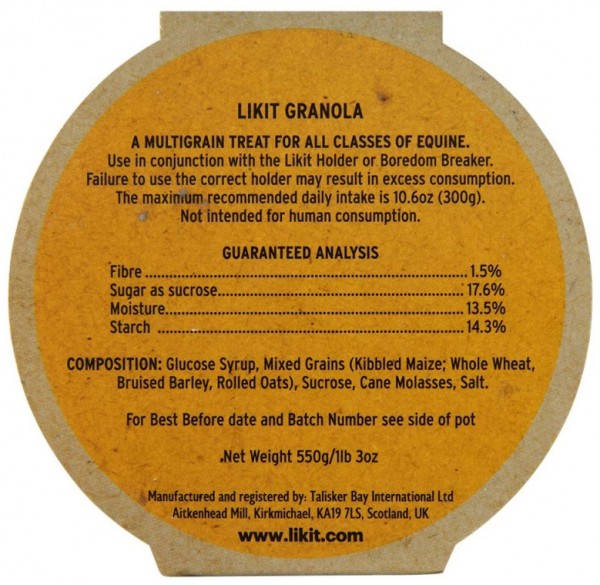 LIKIT GRANOLA
A MULTIGRAIN TREAT FOR ALL CLASSES OF EQUINE.
Use in conjunction with the Likit Holder or Boredom Breaker.
Failure to use the correct holder may result in excess consumption.
The maximum recommended daily intake is 10.6oz (300g).
Not intended for human consumption.
GUARANTEED ANALYSIS
Fibre ........................................................ 1.5%
Sugar as sucrose............................................ 17.6%
Moisture..................................................... 13.5%
Starch ....................................................... 14.3%
COMPOSITION: Glucose Syrup, Mixed Grains (Kibbled Maize; Whole Wheat,
Bruised Barley, Rolled Oats), Sucrose, Cane Molasses, Salt.
For Best Before date and Batch Number see side of pot
Net Weight 550g/1lb 3oz
Manufactured and registered by: Talisker Bay International Ltd
Aitkenhead Mill, Kirkmichael, KA19 7LS, Scotland, UK
www.likit.com